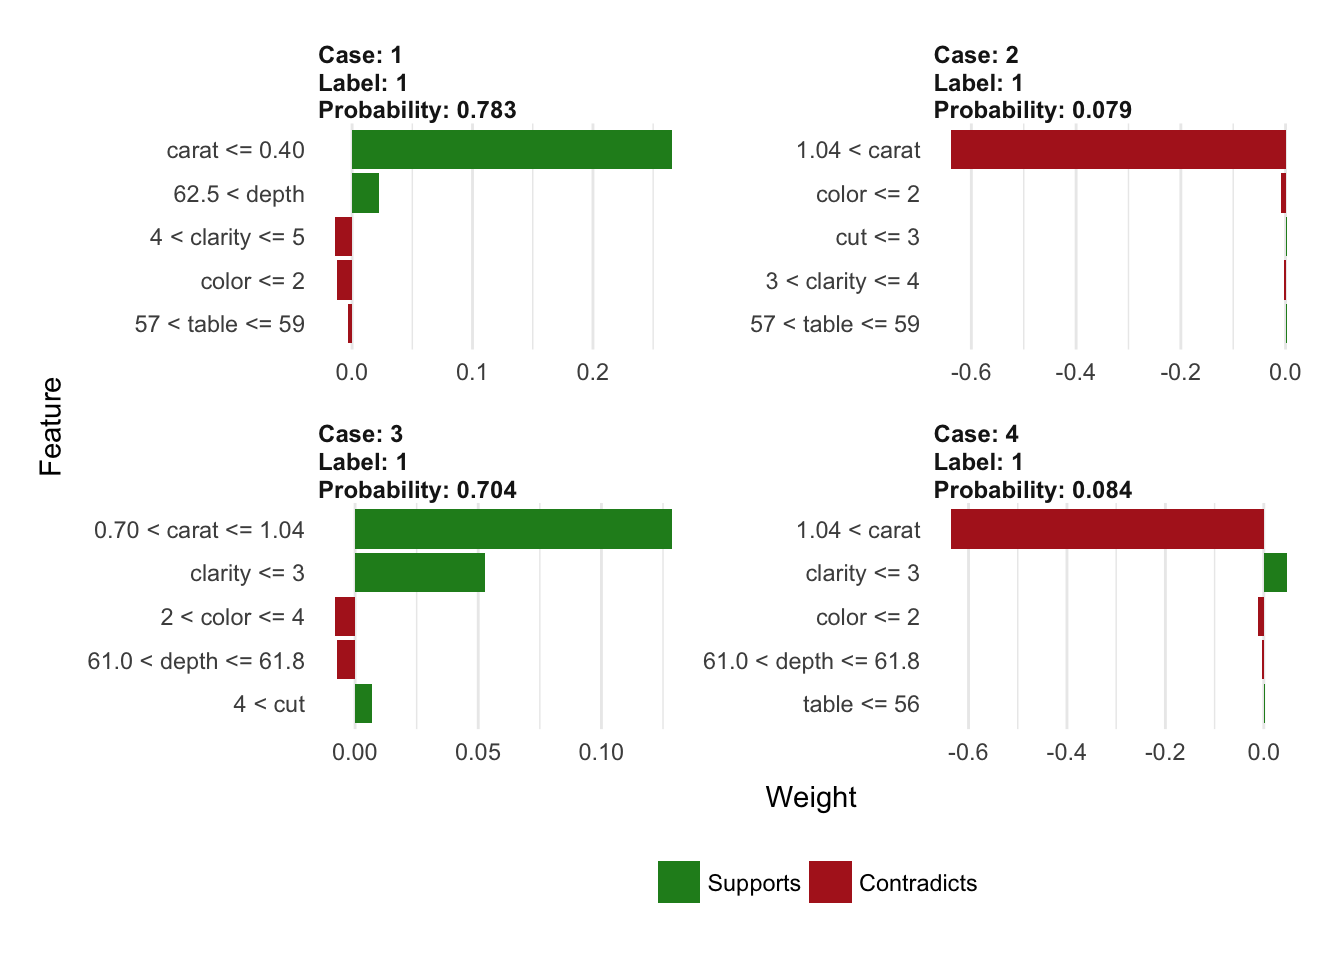 Case: 1
Label: 1
Probability: 0.783
carat <= 0.40
62.5 < depth
4 < clarity <= 5
color <= 2
57 < table <= 59
0.0 0.1 0.2
Case: 2
Label: 1
Probability: 0.079
1.04 < carat
color <= 2
cut <= 3
3 < clarity <= 4
57 < table <= 59
-0.6 -0.4 -0.2 0.0
Feature
Case: 3
Label: 1
Probability: 0.704
0.70 < carat <= 1.04
clarity <= 3
2 < color <= 4
61.0 < depth <= 61.8
4 < cut
0.00 0.05 0.10
Case: 4
Label: 1
Probability: 0.084
1.04 < carat
clarity <= 3
color <= 2
61.0 < depth <= 61.8
table <= 56
-0.6 -0.4 -0.2 0.0
Weight
Supports Contradicts